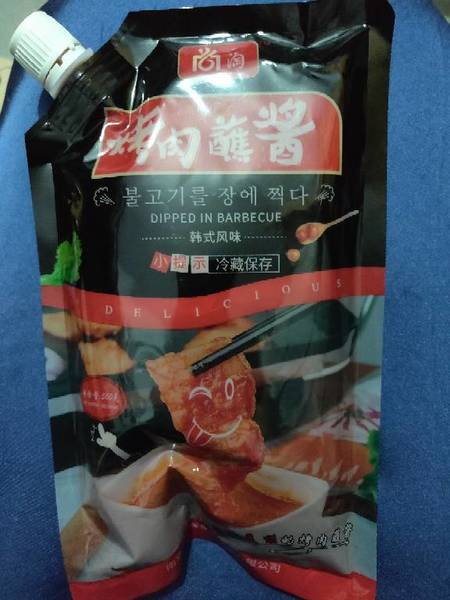 尚淘
烤肉蘸酱
불고기를 장에 찍다
DIPPED IN BARBECUE
韩式风味
小提示 冷藏保存
DELICIOUS